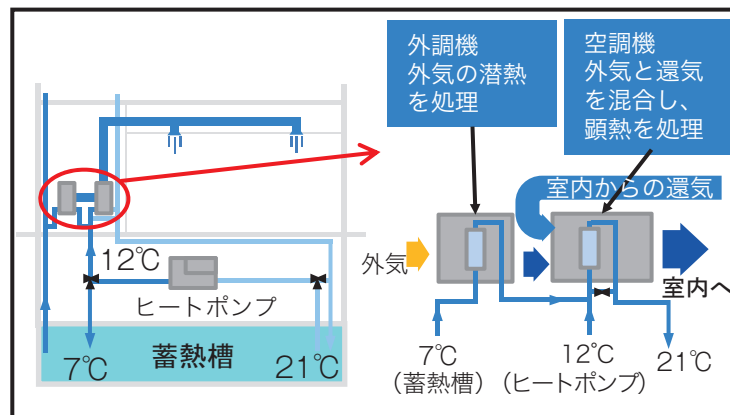 外調機
外気の潜熱
を処理
空調機
外気と還気
を混合し、
顕熱を処理
室内からの還気
外気
室内へ
7℃
（蓄熱槽）
12℃
（ヒートポンプ）
21℃
12℃
ヒートポンプ
蓄熱槽
7℃
21℃